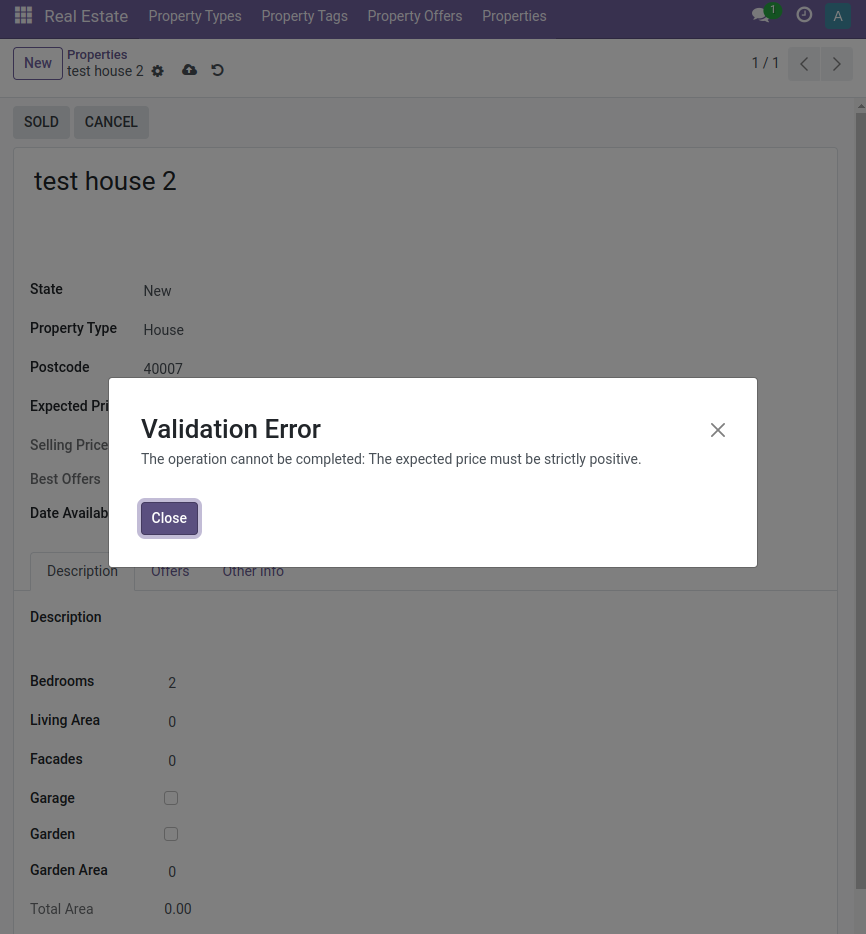 Real Estate Property Types Property Tags Property Offers Properties 1 A
New Properties 1 / 1
test house 2
SOLD CANCEL
test house 2
State New
Property Type House
Postcode 40007
Expected Pri
Validation Error
Selling Price
The operation cannot be completed: The expected price must be strictly positive.
Best Offers
Date Availab
Close
Description Offers Other Info
Description
Bedrooms 2
Living Area 0
Facades 0
Garage
Garden
Garden Area 0
Total Area 0.00